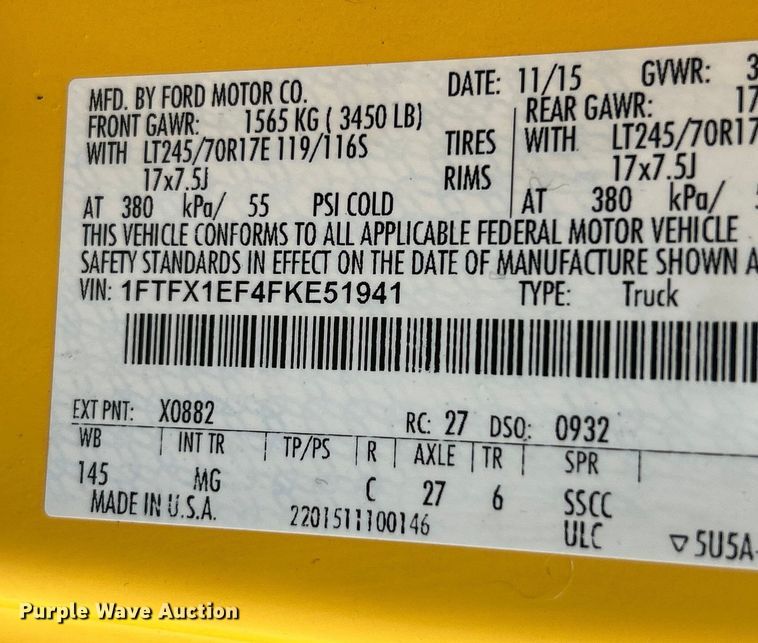 MFD. BY FORD MOTOR CO. DATE: 11/15 GVWR: 3
FRONT GAWR: 1565 KG ( 3450 LB) REAR GAWR: 17
WITH LT245/70R17E 119/116S TIRES WITH LT245/70R17
17x7.5J RIMS 17x7.5J
AT 380 kPa/ 55 PSI COLD AT 380 kPa/
THIS VEHICLE CONFORMS TO ALL APPLICABLE FEDERAL MOTOR VEHICLE
SAFETY STANDARDS IN EFFECT ON THE DATE OF MANUFACTURE SHOWN A
VIN: 1FTFX1EF4FKE51941 TYPE: Truck
EXT PNT: X0882 RC: 27 DSO: 0932
WB INT TR TP/PS R AXLE TR SPR
145 MG C 27 6 SSCC
MADE IN U.S.A. 2201511100146 ULC ▽5U5A-
Purple Wave Auction